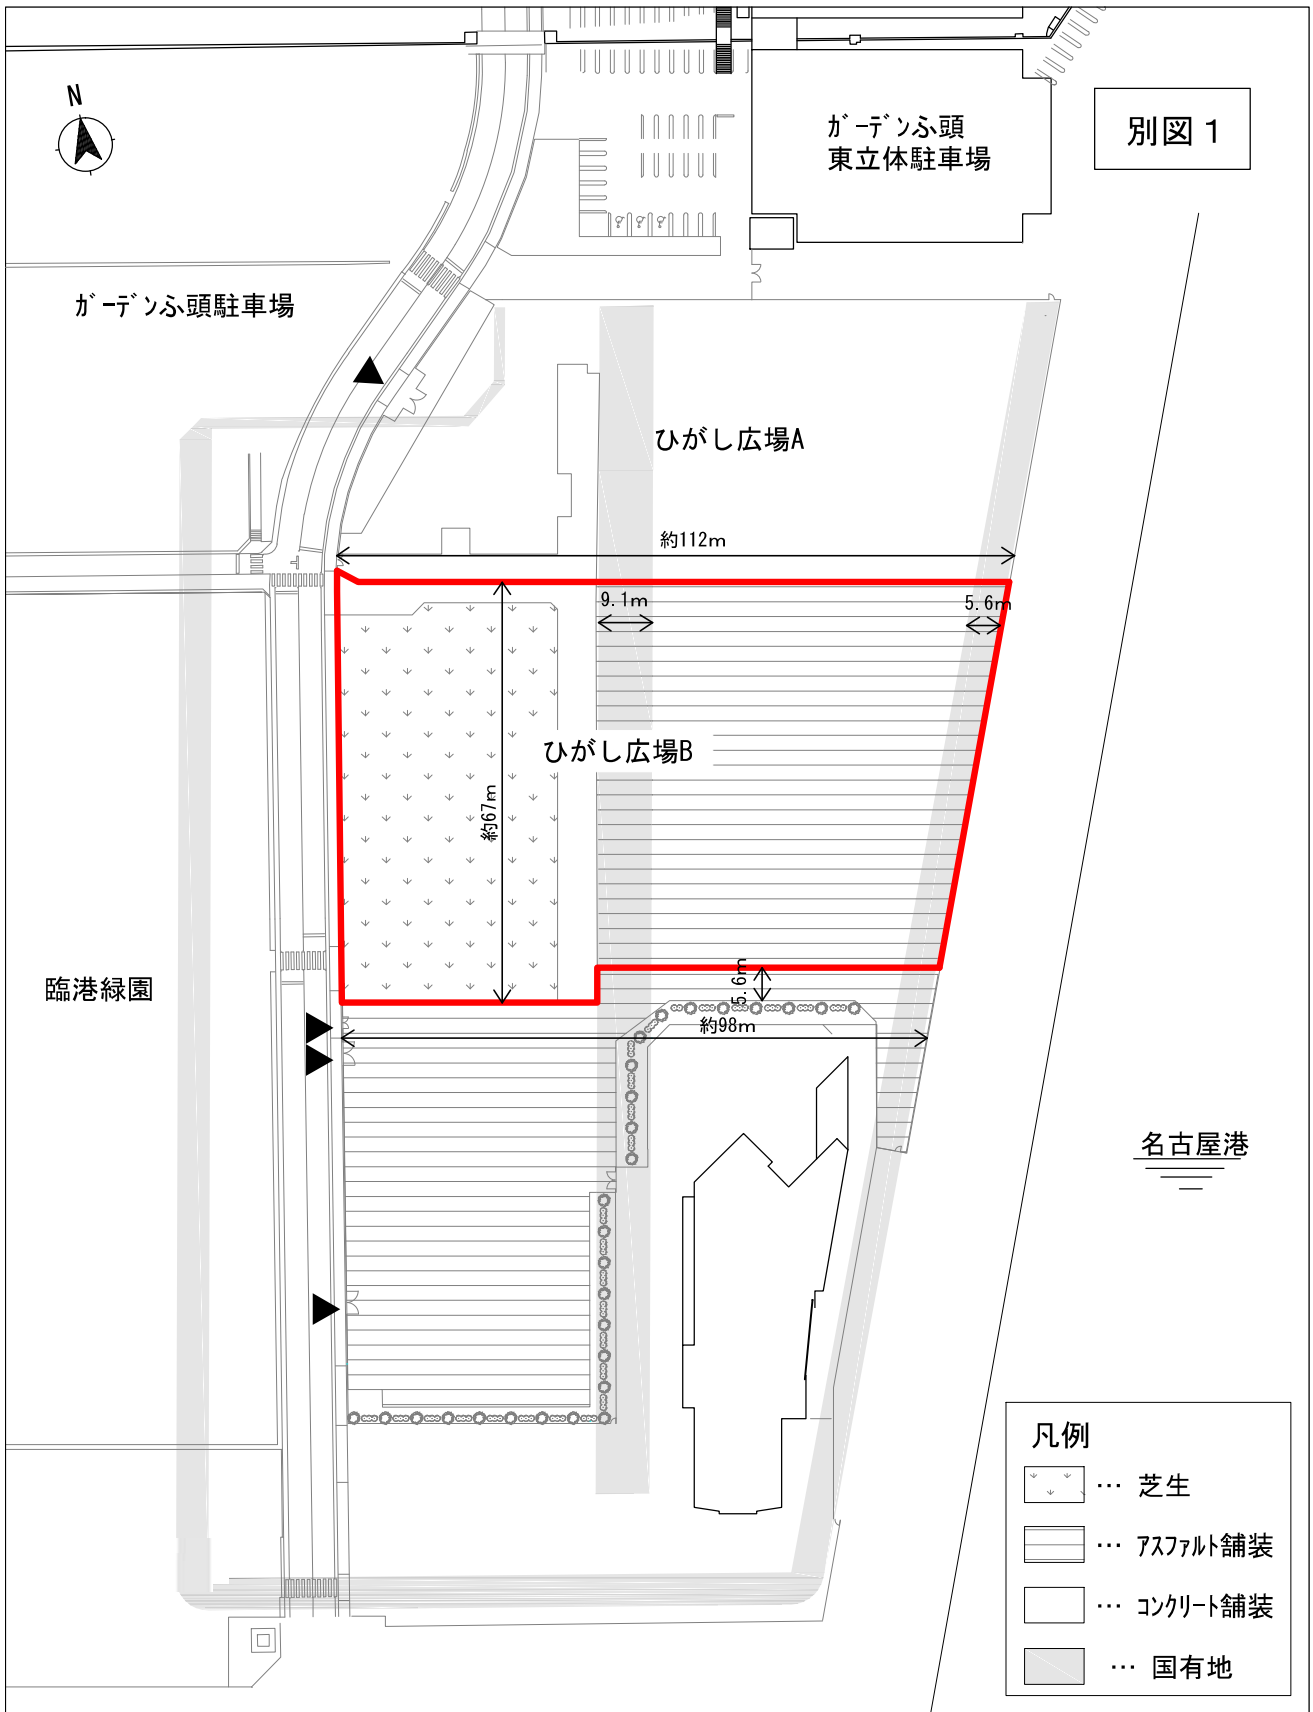 N
ガーデンふ頭
東立体駐車場
別図1
ガーデンふ頭駐車場
ひがし広場A
約112m
9.1m
5.6m
ひがし広場B
約67m
臨港緑園
5.6m
約98m
名古屋港
凡例
… 芝生
… アスファルト舗装
… コンクリート舗装
… 国有地